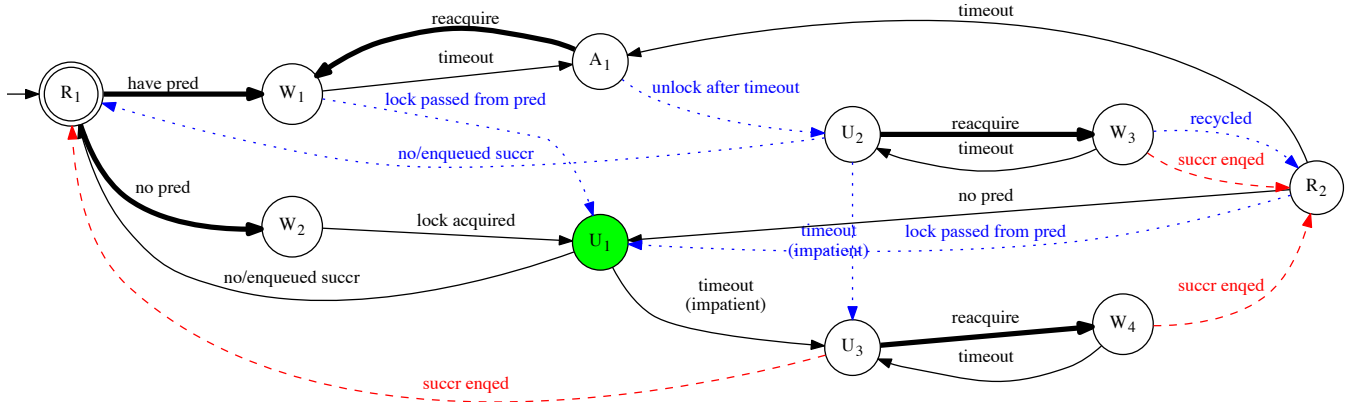 timeout
reacquire
R1
have pred
W1
timeout
A1
lock passed from pred
unlock after timeout
U2
reacquire
W3
recycled
no/enqueued succr
timeout
succr enqed
R2
no pred
W2
lock acquired
U1
no pred
timeout
(impatient)
lock passed from pred
no/enqueued succr
timeout
(impatient)
succr enqed
reacquire
W4
U3
timeout
succr enqed